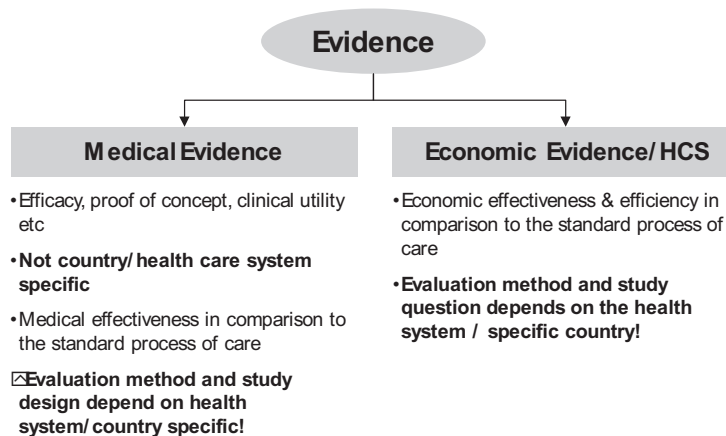 Evidence
Medical Evidence
•Efficacy, proof of concept, clinical utility
etc
•Not country/ health care system
specific
•Medical effectiveness in comparison to
the standard process of care
Evaluation method and study
design depend on health
system/ country specific!
Economic Evidence/ HCS
•Economic effectiveness & efficiency in
comparison to the standard process of
care
•Evaluation method and study
question depends on the health
system / specific country!